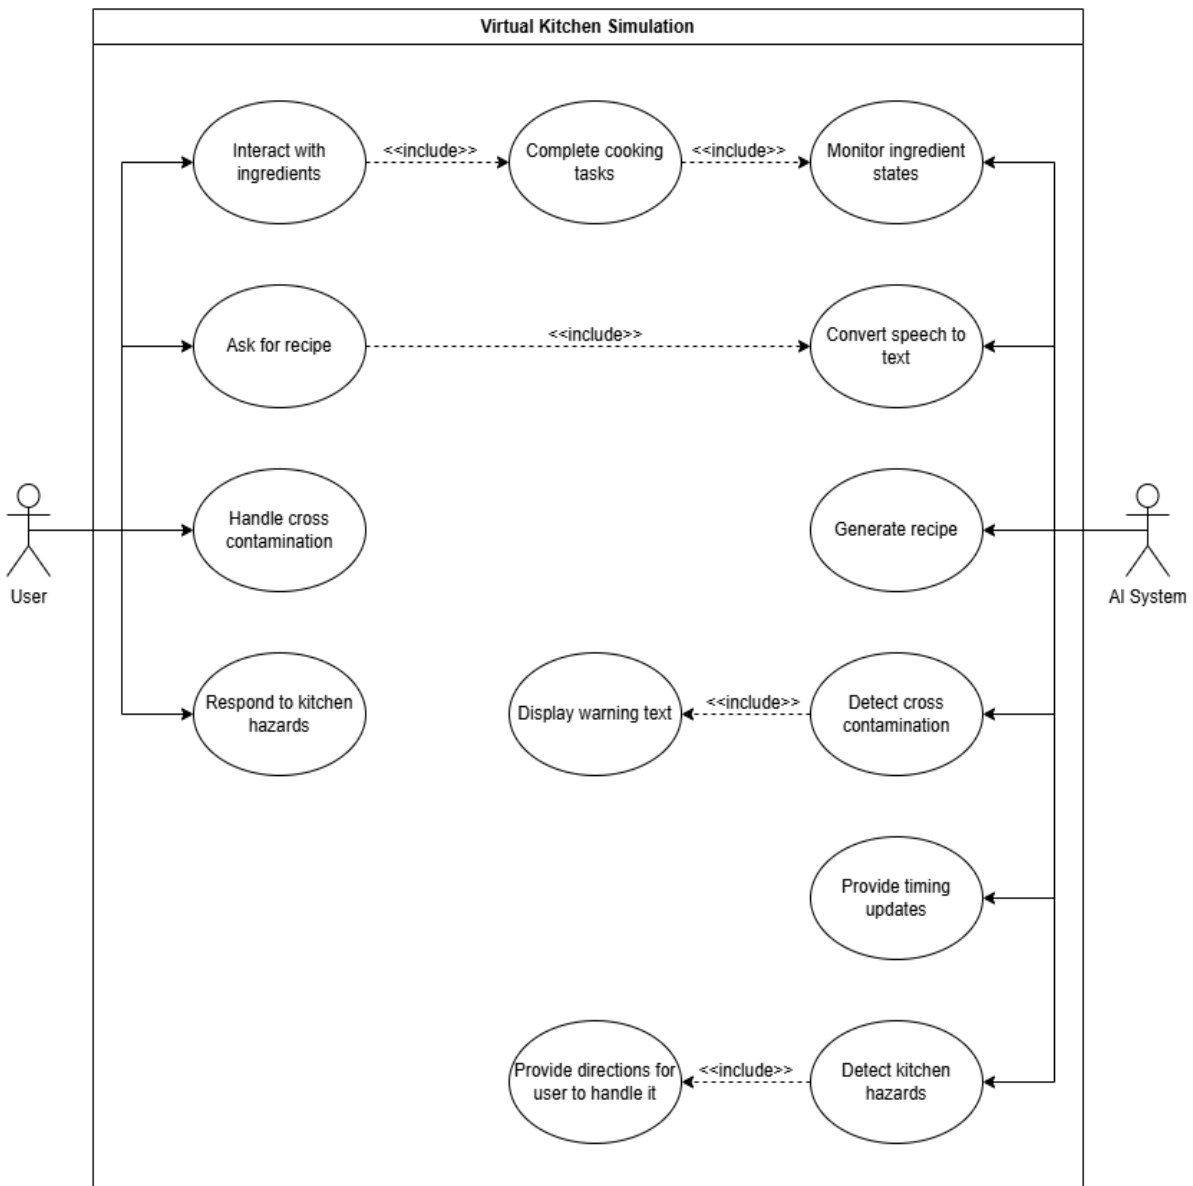 Virtual Kitchen Simulation
Interact with
ingredients
<<include>>
Complete cooking
tasks
<<include>>
Monitor ingredient
states
Ask for recipe
<<include>>
Convert speech to
text
Handle cross
contamination
Generate recipe
User
AI System
Respond to kitchen
hazards
Display warning text
<<include>>
Detect cross
contamination
Provide timing
updates
Provide directions for
user to handle it
<<include>>
Detect kitchen
hazards